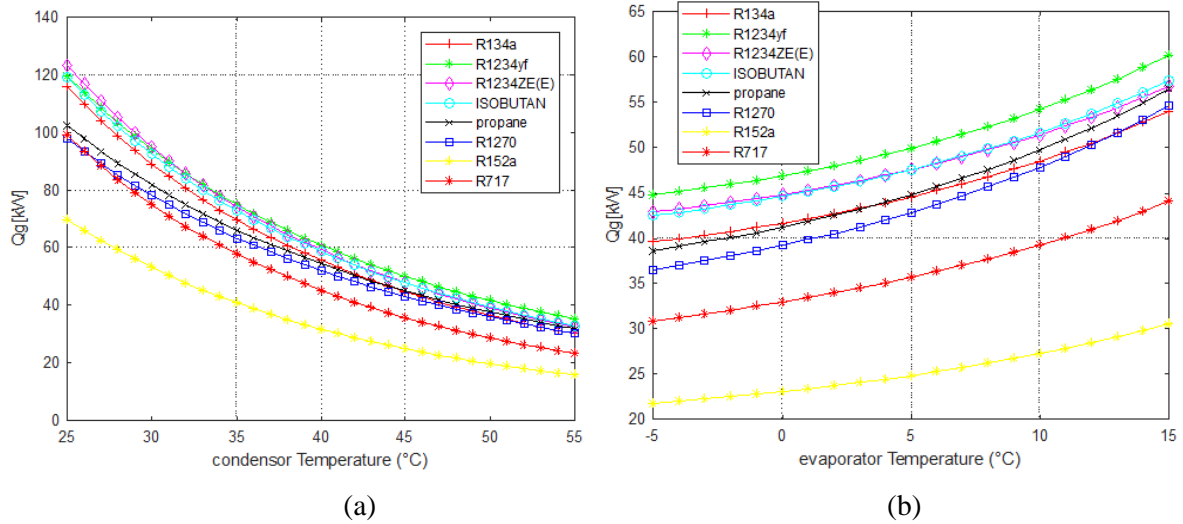 140
120
100
80
60
40
20
0
Qg[kW]
25
30
35
40
45
50
55
condensor Temperature (°C)
R134a
R1234yf
R1234ZE(E)
ISOBUTAN
propane
R1270
R152a
R717
(a)
65
60
55
50
45
40
35
30
25
20
Qg[kW]
-5
0
5
10
15
evaporator Temperature (°C)
R134a
R1234yf
R1234ZE(E)
ISOBUTAN
propane
R1270
R152a
R717
(b)